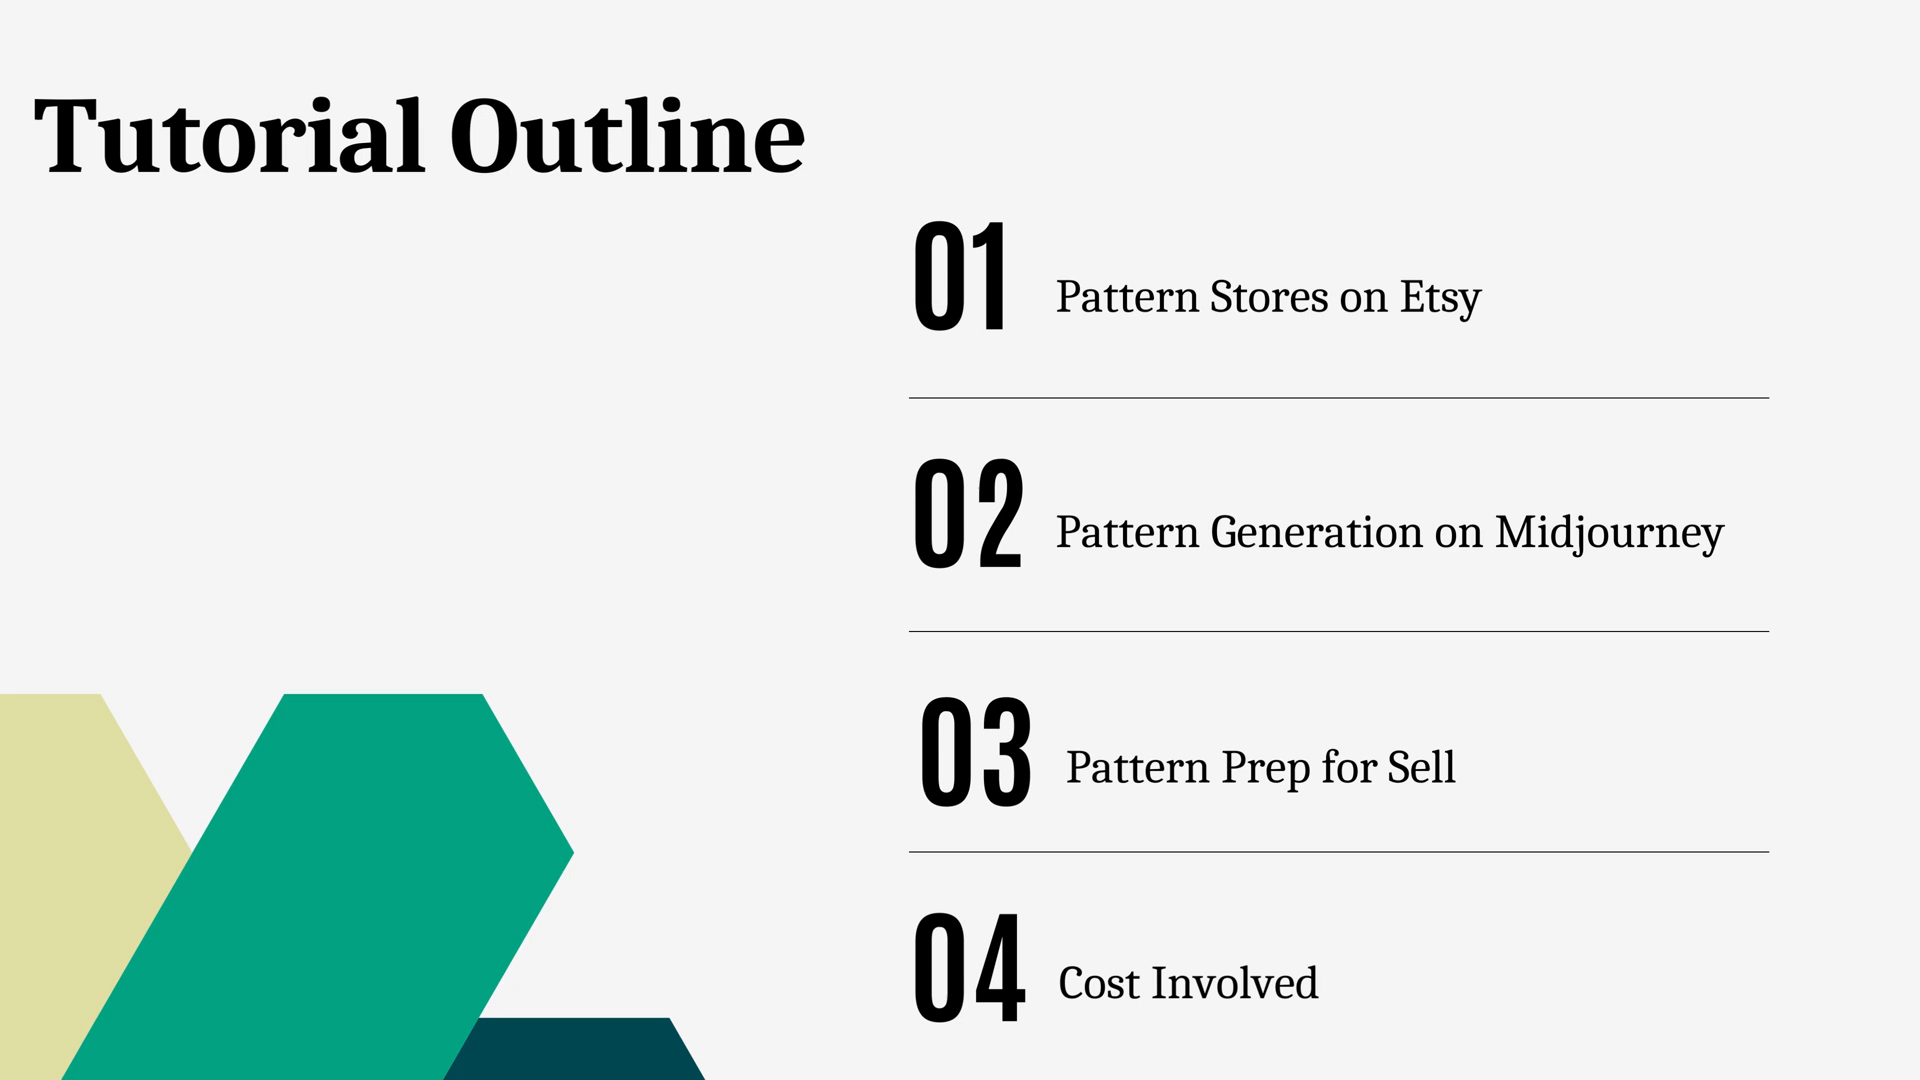 Tutorial Outline
01
Pattern Stores on Etsy
02
Pattern Generation on Midjourney
03
Pattern Prep for Sell
04
Cost Involved